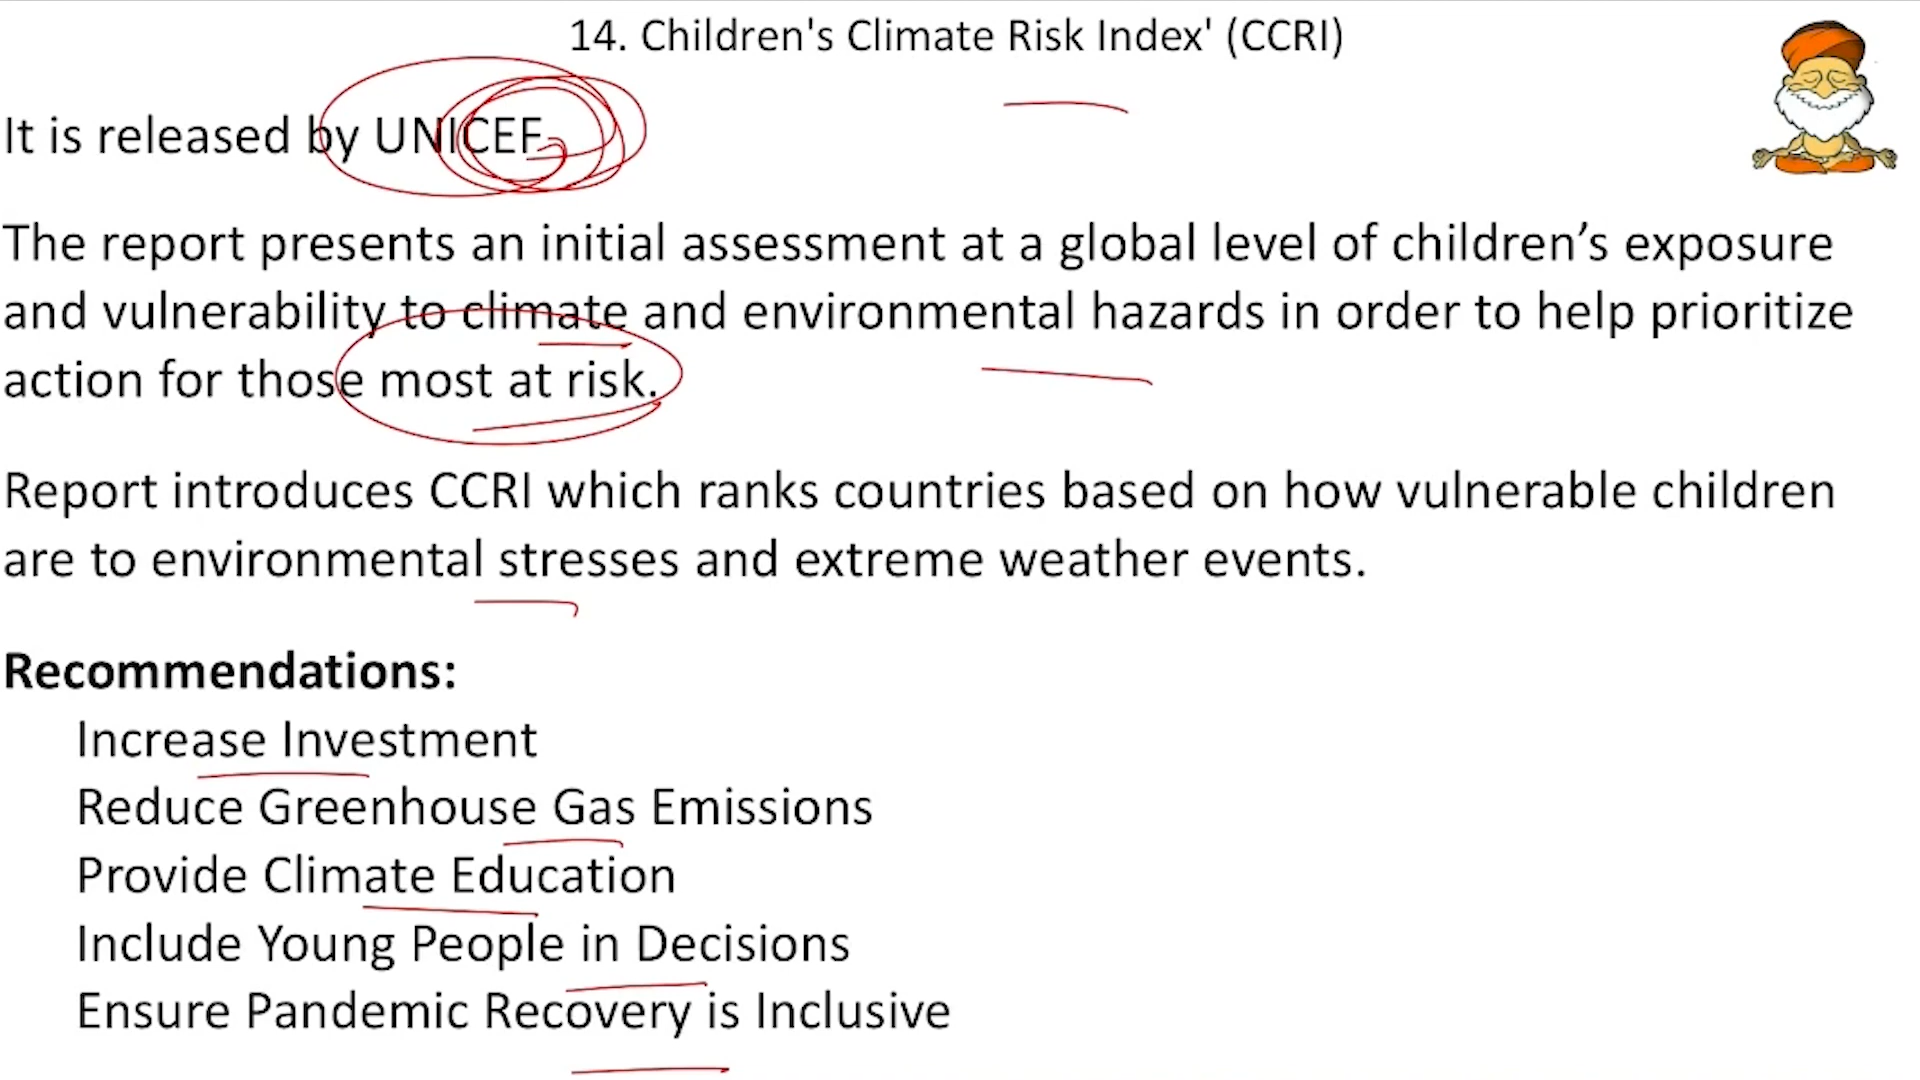 14. Children's Climate Risk Index' (CCRI)
It is released by UNICEF.
The report presents an initial assessment at a global level of children’s exposure
and vulnerability to climate and environmental hazards in order to help prioritize
action for those most at risk.
Report introduces CCRI which ranks countries based on how vulnerable children
are to environmental stresses and extreme weather events.
Recommendations:
Increase Investment
Reduce Greenhouse Gas Emissions
Provide Climate Education
Include Young People in Decisions
Ensure Pandemic Recovery is Inclusive